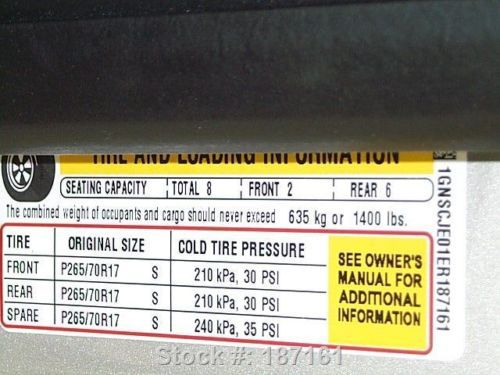 TIRE AND LOADING INFORMATION
SEATING CAPACITY TOTAL 8 FRONT 2 REAR 6
The combined weight of occupants and cargo should never exceed 635 kg or 1400 lbs.
TIRE ORIGINAL SIZE COLD TIRE PRESSURE
FRONT P265/70R17 S 210 kPa, 30 PSI
REAR P265/70R17 S 210 kPa, 30 PSI
SPARE P265/70R17 S 240 kPa, 35 PSI
SEE OWNER'S
MANUAL FOR
ADDITIONAL
INFORMATION
1GNSCJE01ER187161
Stock #: 187161